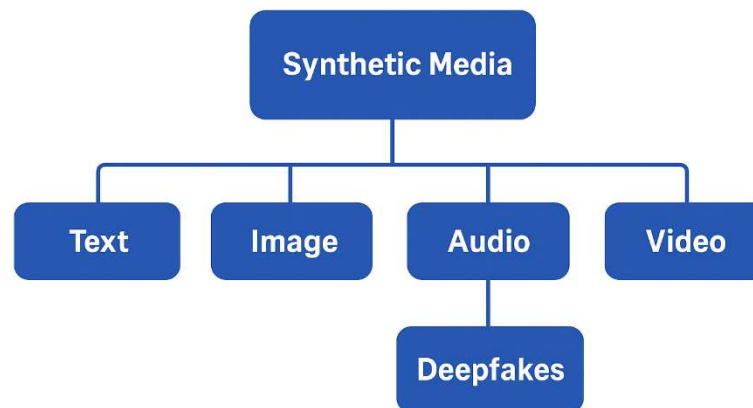 Synthetic Media
Text
Image
Audio
Video
Deepfakes